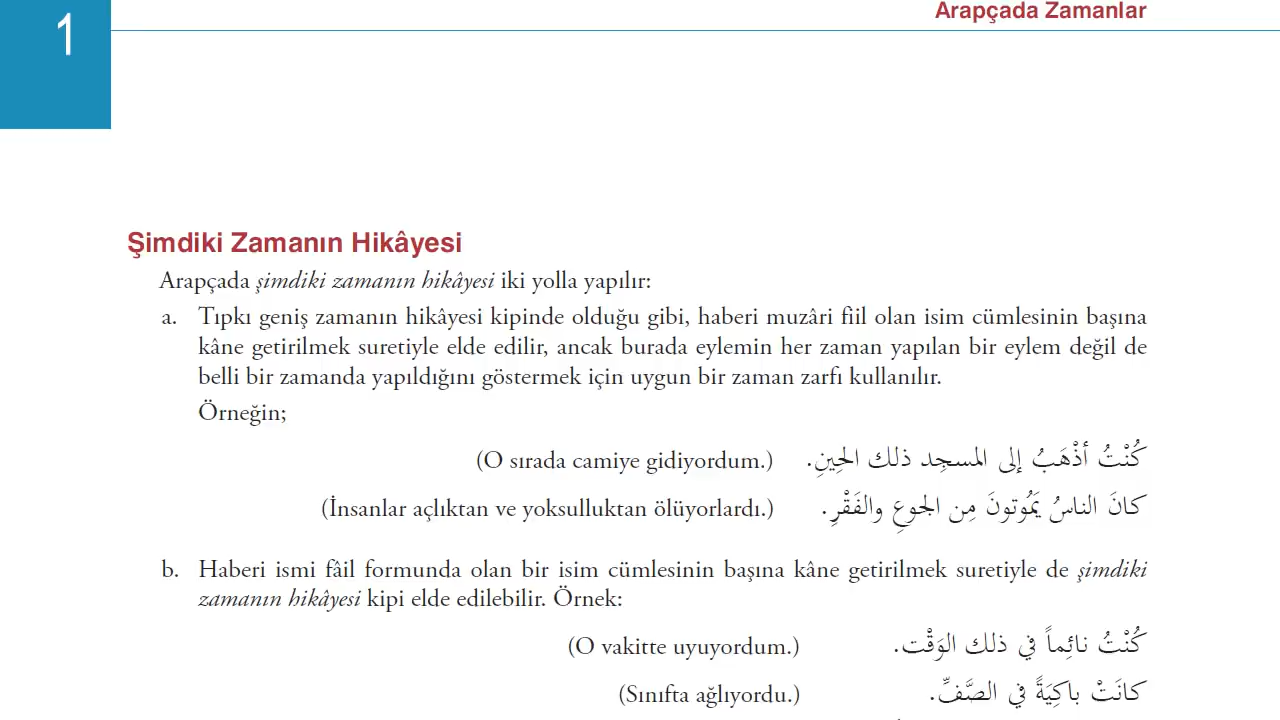 1
Arapçada Zamanlar
Şimdiki Zamanın Hikâyesi
Arapçada şimdiki zamanın hikâyesi iki yolla yapılır:
a. Tıpkı geniş zamanın hikâyesi kipinde olduğu gibi, haberi muzâri fiil olan isim cümlesinin başına
kâne getirilmek suretiyle elde edilir, ancak burada eylemin her zaman yapılan bir eylem değil de
belli bir zamanda yapıldığını göstermek için uygun bir zaman zarfı kullanılır.
Örneğin;
كُنْتُ أذْهَبُ إلى المسجِد ذلك الحِينِ. (O sırada camiye gidiyordum.)
كانَ الناسُ يَمُوتونَ مِن الجوعِ والفَقْرِ. (İnsanlar açlıktan ve yoksulluktan ölüyorlardı.)
b. Haberi ismi fâil formunda olan bir isim cümlesinin başına kâne getirilmek suretiyle de şimdiki
zamanın hikâyesi kipi elde edilebilir. Örnek:
كُنْتُ نائِماً في ذلك الوَقْت. (O vakitte uyuyordum.)
كانَتْ باكِيَةً في الصَّفِّ. (Sınıfta ağlıyordu.)